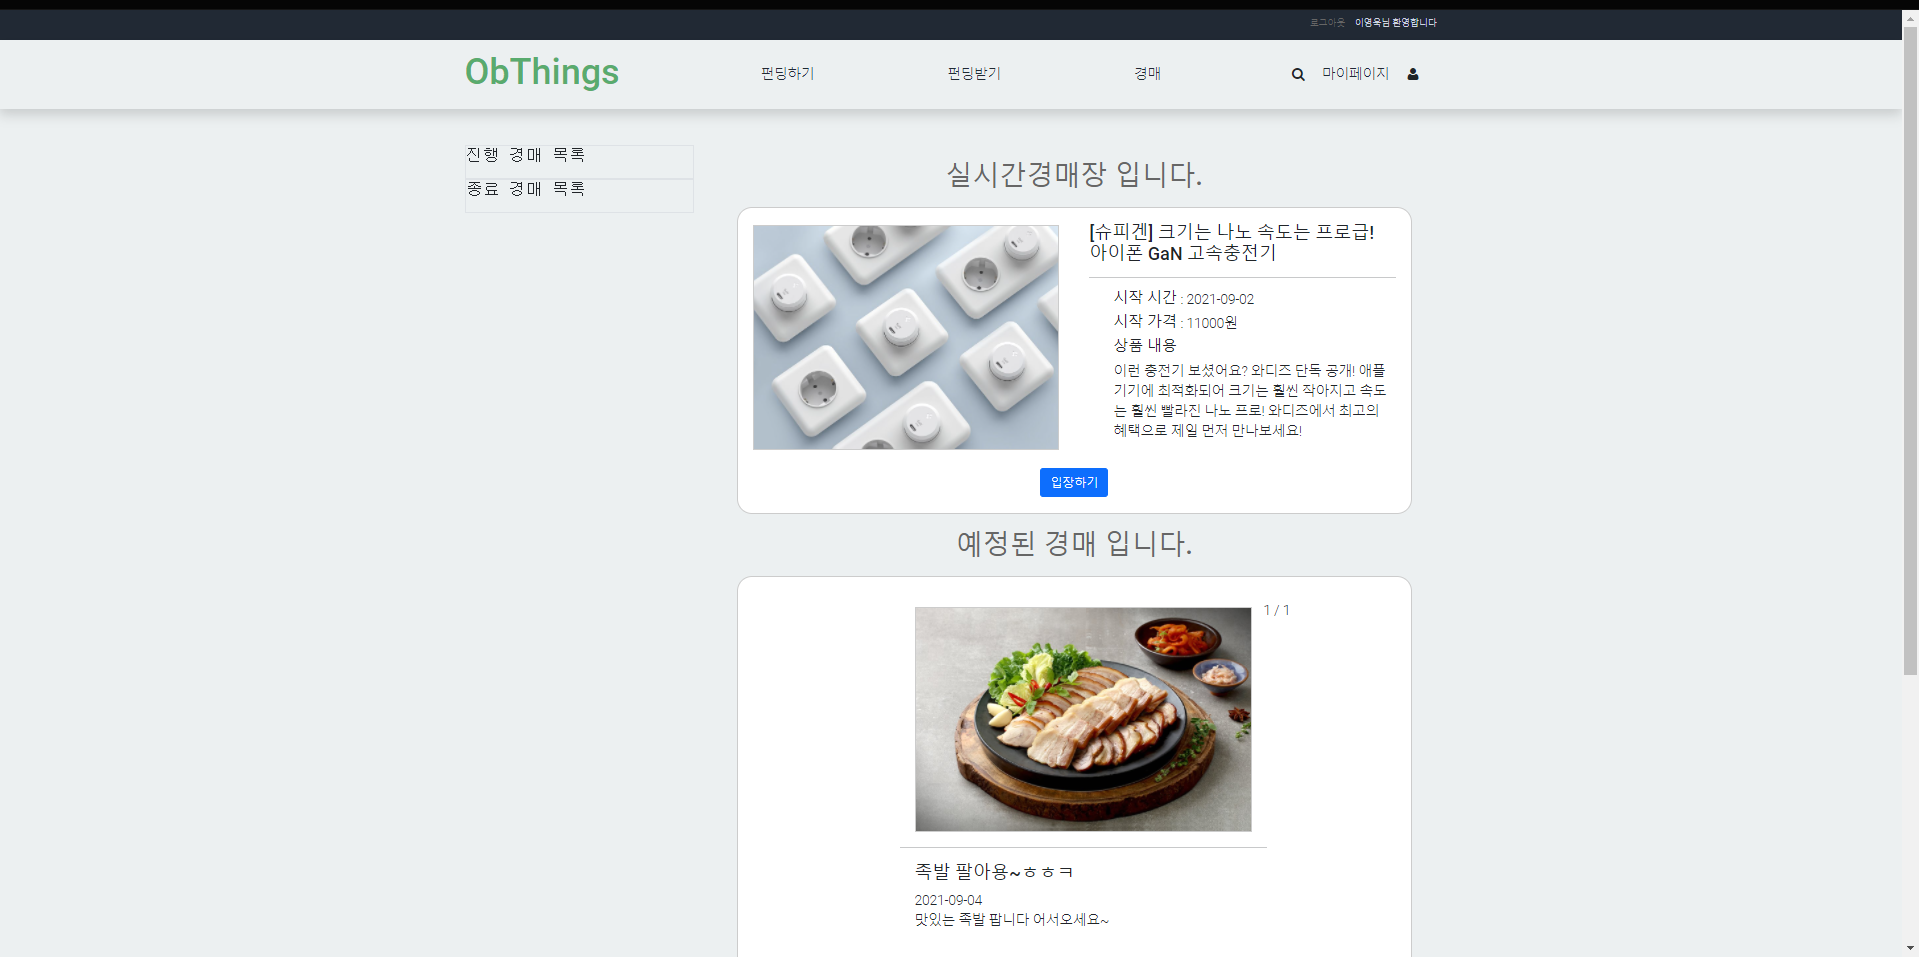 로그아웃 이영욱님 환영합니다
ObThings 펀딩하기 펀딩받기 경매 마이페이지
진행 경매 목록
종료 경매 목록
실시간경매장 입니다.
[슈피겐] 크기는 나노 속도는 프로급!
아이폰 GaN 고속충전기
시작 시간 : 2021-09-02
시작 가격 : 11000원
상품 내용
이런 충전기 보셨어요? 와디즈 단독 공개! 애플
기기에 최적화되어 크기는 훨씬 작아지고 속도
는 훨씬 빨라진 나노 프로! 와디즈에서 최고의
혜택으로 제일 먼저 만나보세요!
입장하기
예정된 경매 입니다.
1 / 1
족발 팔아용~ㅎㅎㅋ
2021-09-04
맛있는 족발 팝니다 어서오세요~